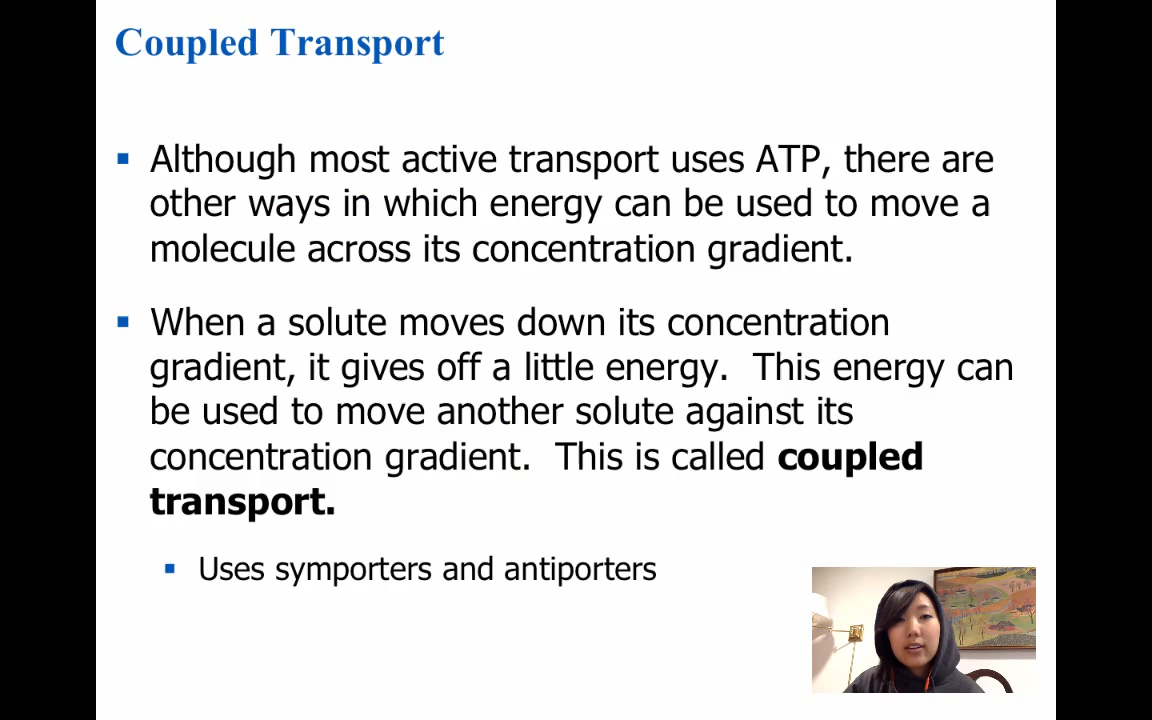 Coupled Transport
▪ Although most active transport uses ATP, there are
other ways in which energy can be used to move a
molecule across its concentration gradient.
▪ When a solute moves down its concentration
gradient, it gives off a little energy.  This energy can
be used to move another solute against its
concentration gradient.  This is called coupled
transport.
▪ Uses symporters and antiporters